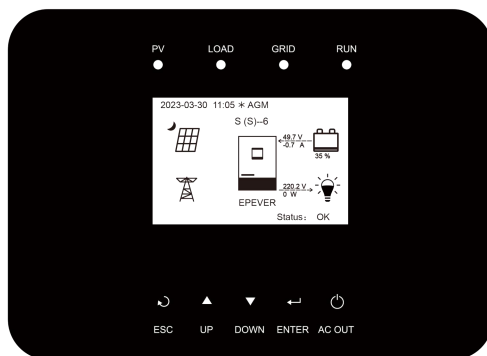 PV LOAD GRID RUN
2023-03-30 11:05 ＊ AGM
S (S)--6
49.7 V
-0.7 A
35 %
220.2 V
0 W
EPEVER
Status： OK
ESC UP DOWN ENTER AC OUT